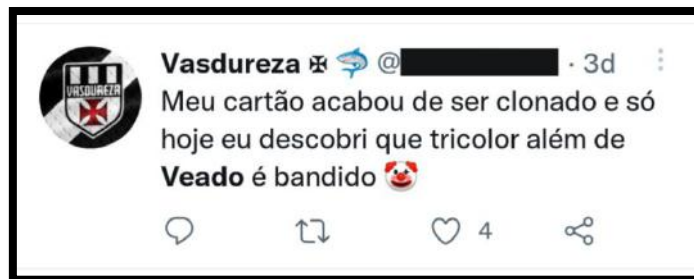 VASDUREZA
Vasdureza ✠ 🦈 @ · 3d
Meu cartão acabou de ser clonado e só
hoje eu descobri que tricolor além de
Veado é bandido 🤡
4